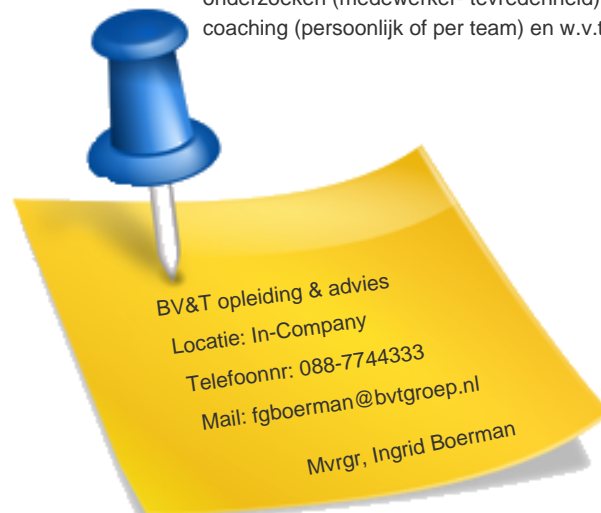 coaching (persoonlijk of per team) en w.v.t
BV&T opleiding & advies
Locatie: In-Company
Telefoonnr: 088-7744333
Mail: fgboerman@bvtgroep.nl
Mvrgr, Ingrid Boerman